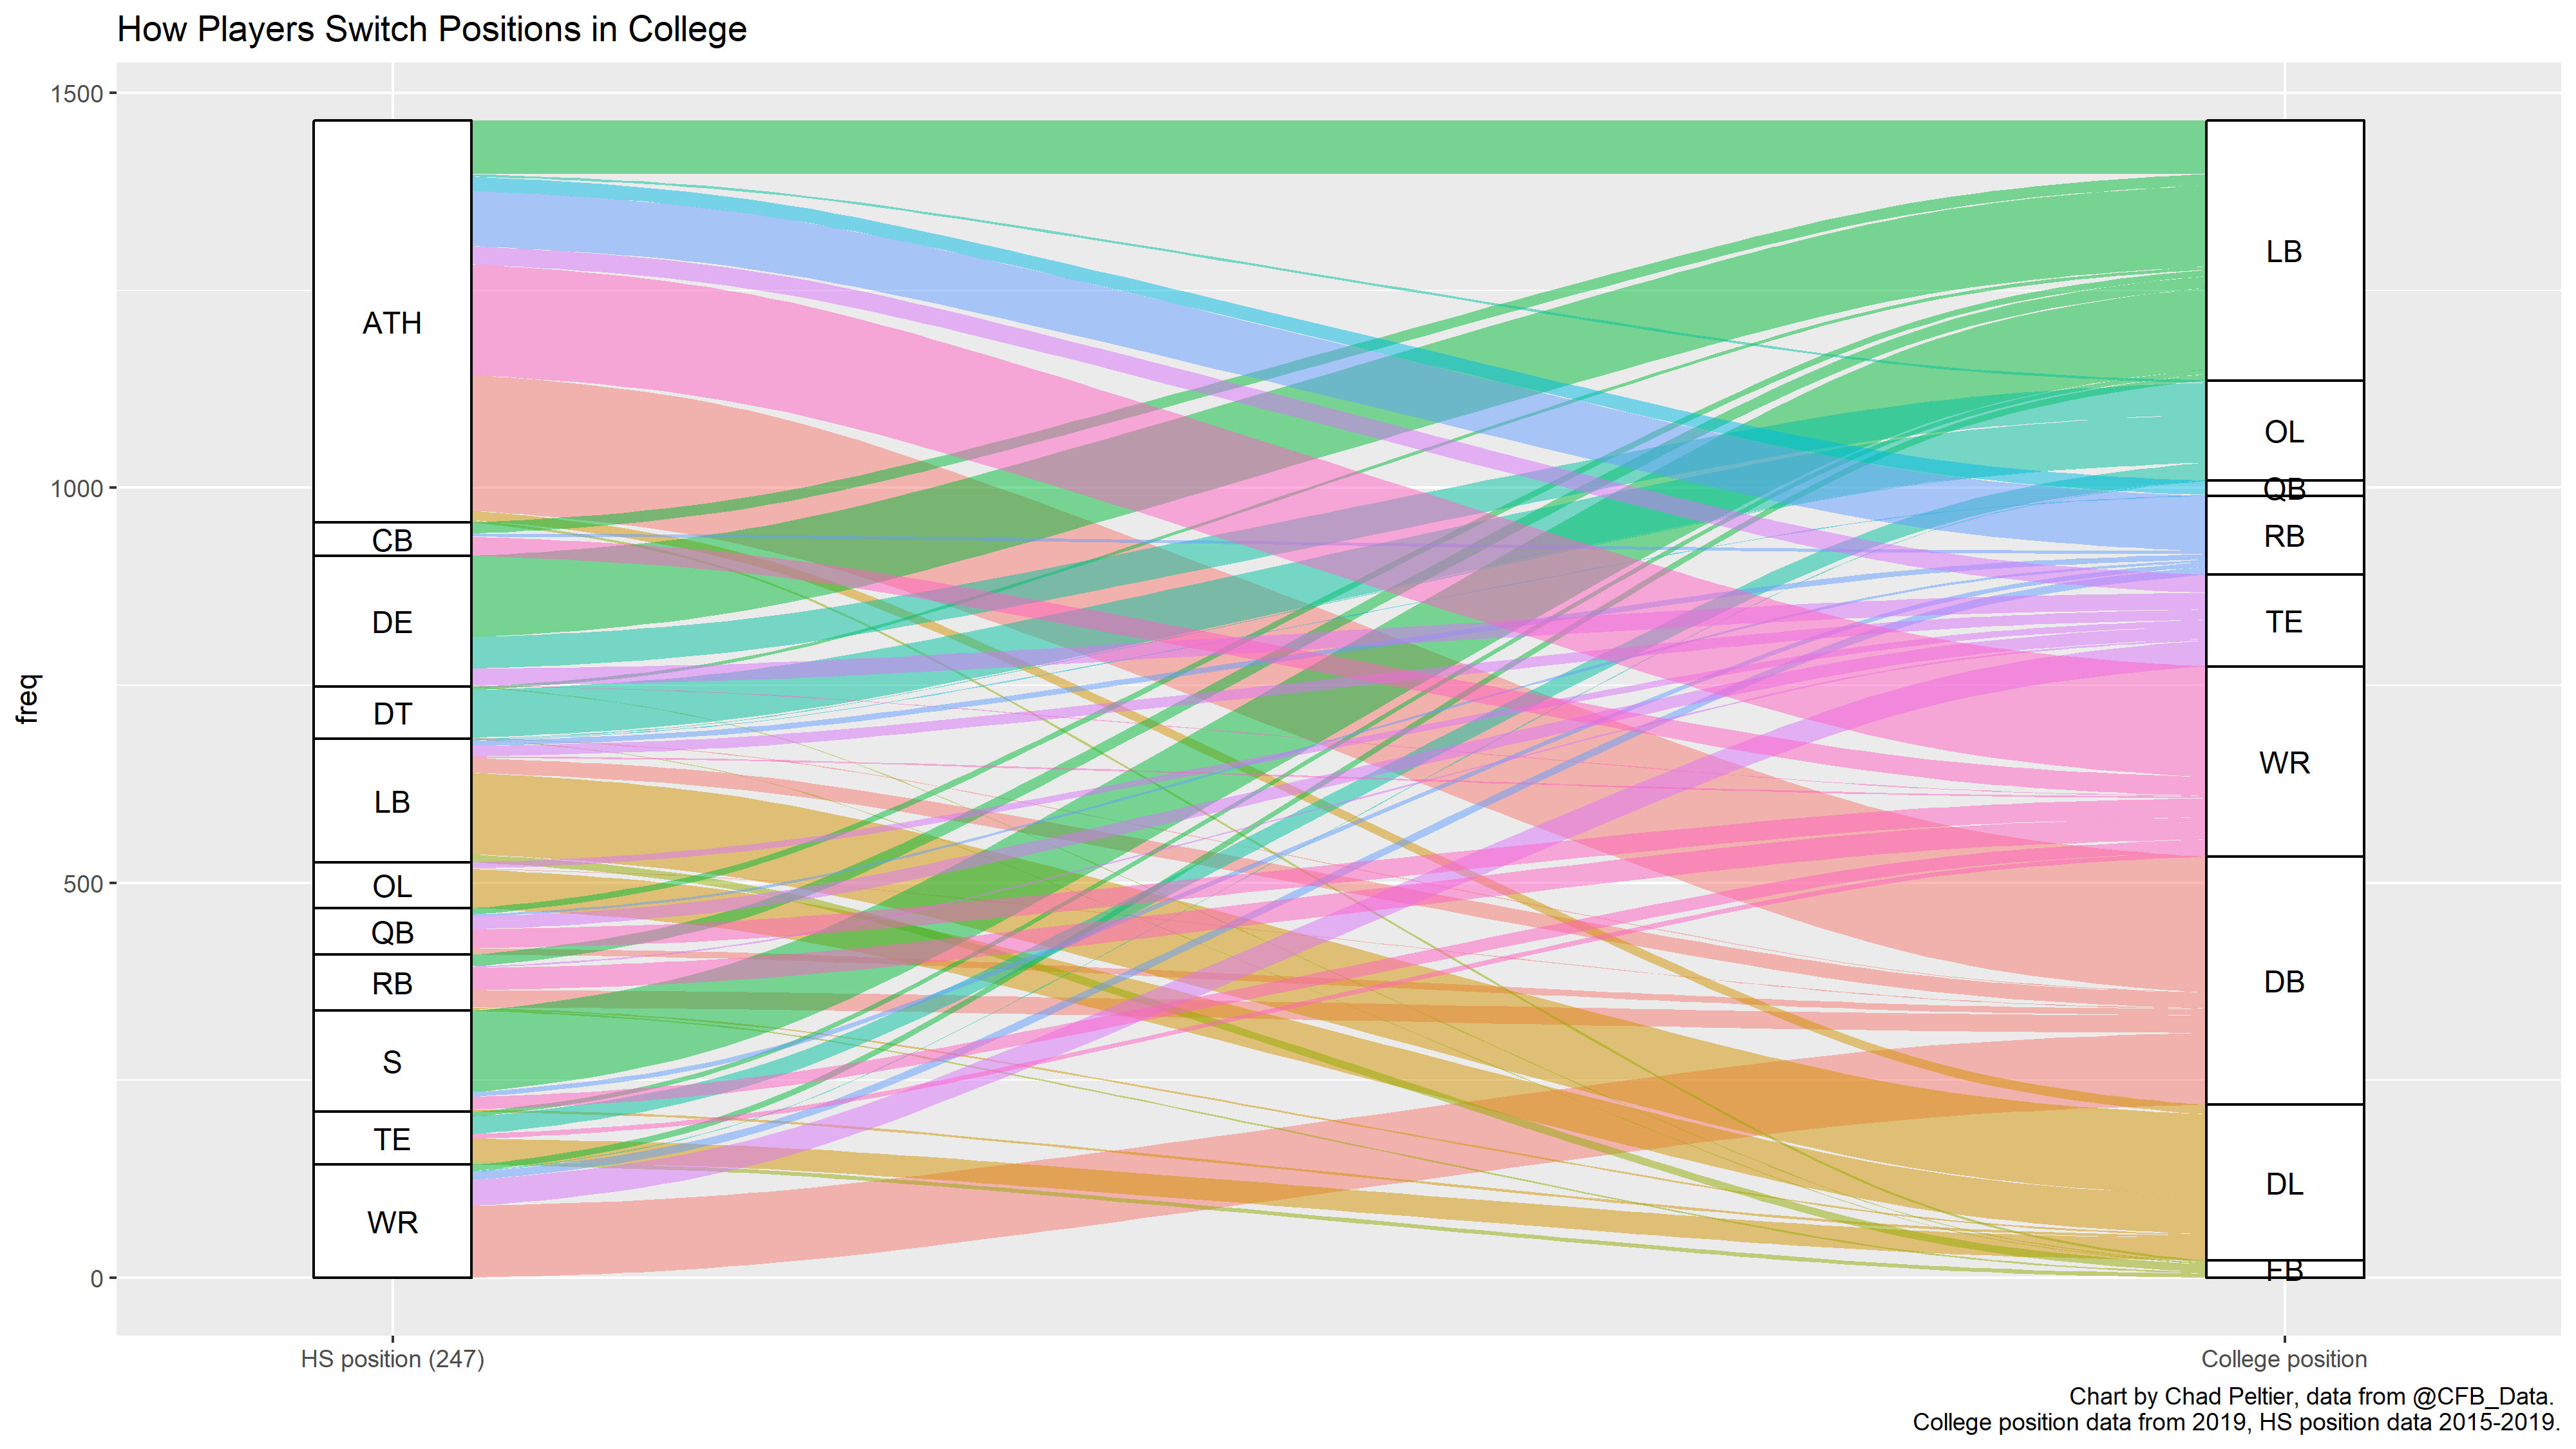 How Players Switch Positions in College
1500
1000
500
0
freq
ATH
CB
DE
DT
LB
OL
QB
RB
S
TE
WR
LB
OL
QB
RB
TE
WR
DB
DL
FB
HS position (247)
College position
Chart by Chad Peltier, data from @CFB_Data.
College position data from 2019, HS position data 2015-2019.